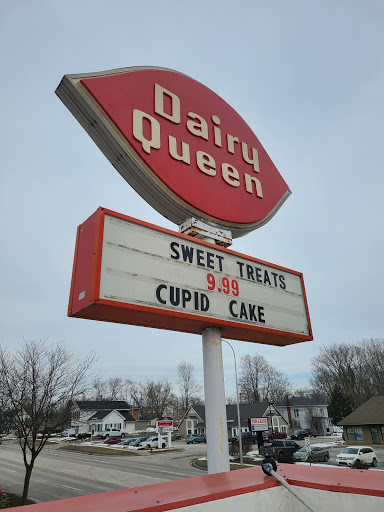 Dairy
Queen
SWEET TREATS
9.99
CUPID CAKE